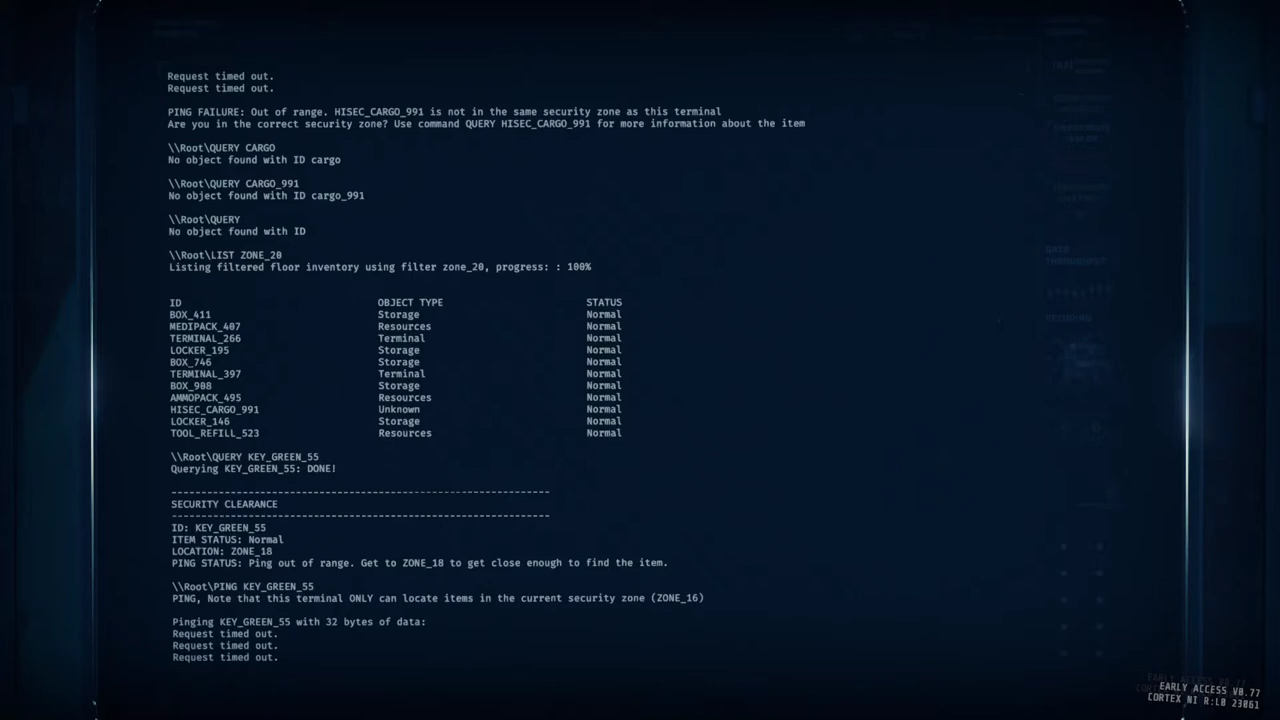 Request timed out.
Request timed out.
PING FAILURE: Out of range. HISEC_CARGO_991 is not in the same security zone as this terminal
Are you in the correct security zone? Use command QUERY HISEC_CARGO_991 for more information about the item
\\Root\QUERY CARGO
No object found with ID cargo
\\Root\QUERY CARGO_991
No object found with ID cargo_991
\\Root\QUERY
No object found with ID
\\Root\LIST ZONE_20
Listing filtered floor inventory using filter zone_20, progress: : 100%
ID OBJECT TYPE STATUS
BOX_411 Storage Normal
MEDIPACK_407 Resources Normal
TERMINAL_266 Terminal Normal
LOCKER_195 Storage Normal
BOX_746 Storage Normal
TERMINAL_397 Terminal Normal
BOX_908 Storage Normal
AMMOPACK_495 Resources Normal
HISEC_CARGO_991 Unknown Normal
LOCKER_146 Storage Normal
TOOL_REFILL_523 Resources Normal
\\Root\QUERY KEY_GREEN_55
Querying KEY_GREEN_55: DONE!
----------------------------------------------------------------
SECURITY CLEARANCE
----------------------------------------------------------------
ID: KEY_GREEN_55
ITEM STATUS: Normal
LOCATION: ZONE_18
PING STATUS: Ping out of range. Get to ZONE_18 to get close enough to find the item.
\\Root\PING KEY_GREEN_55
PING, Note that this terminal ONLY can locate items in the current security zone (ZONE_16)
Pinging KEY_GREEN_55 with 32 bytes of data:
Request timed out.
Request timed out.
Request timed out.
DATA
THROUGHPUT
EARLY ACCESS V0.77
CORTEX NI R:L0 23061